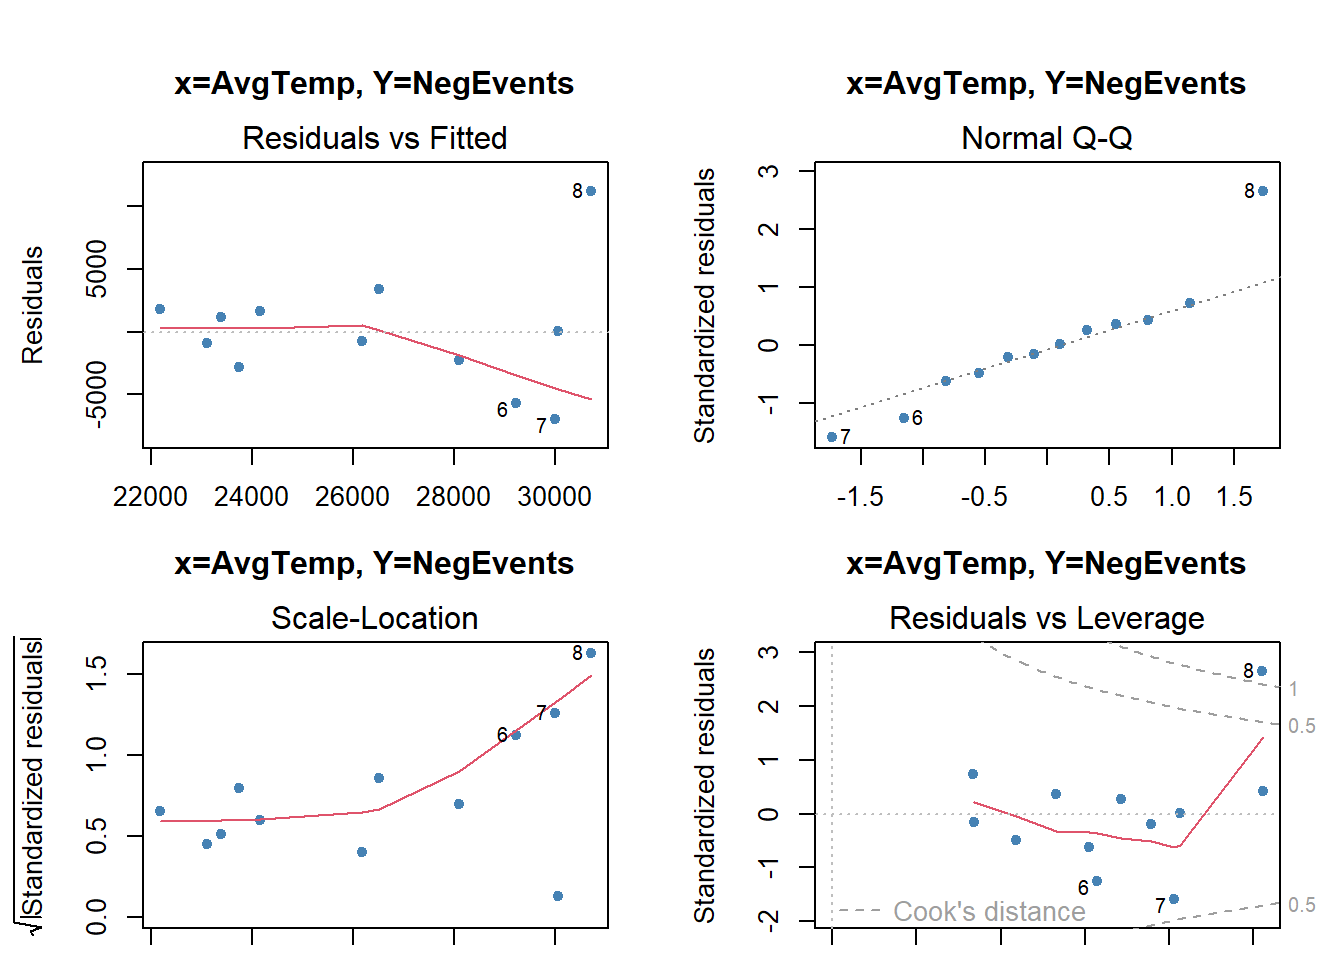 x=AvgTemp, Y=NegEvents
Residuals vs Fitted
Residuals
5000
-5000
8
6
7
22000 24000 26000 28000 30000
x=AvgTemp, Y=NegEvents
Normal Q-Q
Standardized residuals
3
2
1
0
-1
8
6
7
-1.5 -0.5 0.5 1.0 1.5
x=AvgTemp, Y=NegEvents
Scale-Location
√|Standardized residuals|
1.5
1.0
0.5
0.0
8
7
6
x=AvgTemp, Y=NegEvents
Residuals vs Leverage
Standardized residuals
3
2
1
0
-1
-2
8
1
0.5
6
7
0.5
Cook's distance